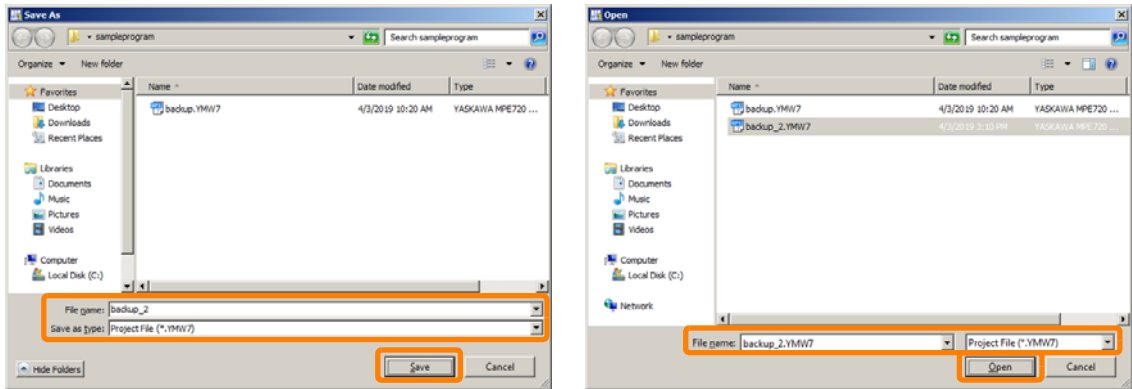 Save As
sampleprogram
Search sampleprogram
Organize
New folder
Favorites
Desktop
Downloads
Recent Places
Libraries
Documents
Music
Pictures
Videos
Computer
Local Disk (C:)
Name
Date modified
Type
backup.YMW7
4/3/2019 10:20 AM
YASKAWA MPE720 ...
File name: backup_2
Save as type: Project File (*.YMW7)
Hide Folders
Save
Cancel
Open
sampleprogram
Search sampleprogram
Organize
New folder
Favorites
Desktop
Downloads
Recent Places
Libraries
Documents
Music
Pictures
Videos
Computer
Local Disk (C:)
Network
Name
Date modified
Type
backup.YMW7
4/3/2019 10:20 AM
YASKAWA MPE720 ...
backup_2.YMW7
4/3/2019 3:10 PM
YASKAWA MPE720 ...
File name: backup_2.YMW7
Project File (*.YMW7)
Open
Cancel